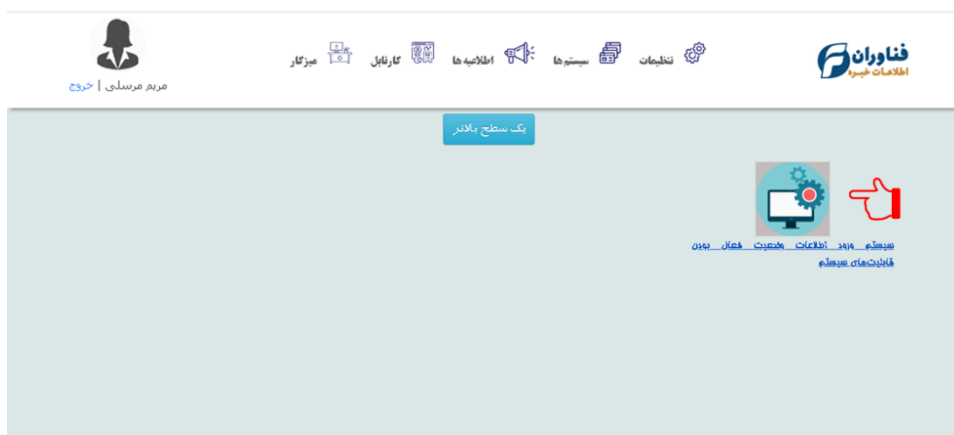 فناوران
اطلاعات خبره
تنظیمات
سیستم ها
اطلاعیه ها
کارتابل
میزکار
مریم مرسلی | خروج
یک سطح بالاتر
سیستم ورود اطلاعات وضعیت فعال بودن
قابلیت‌های سیستم